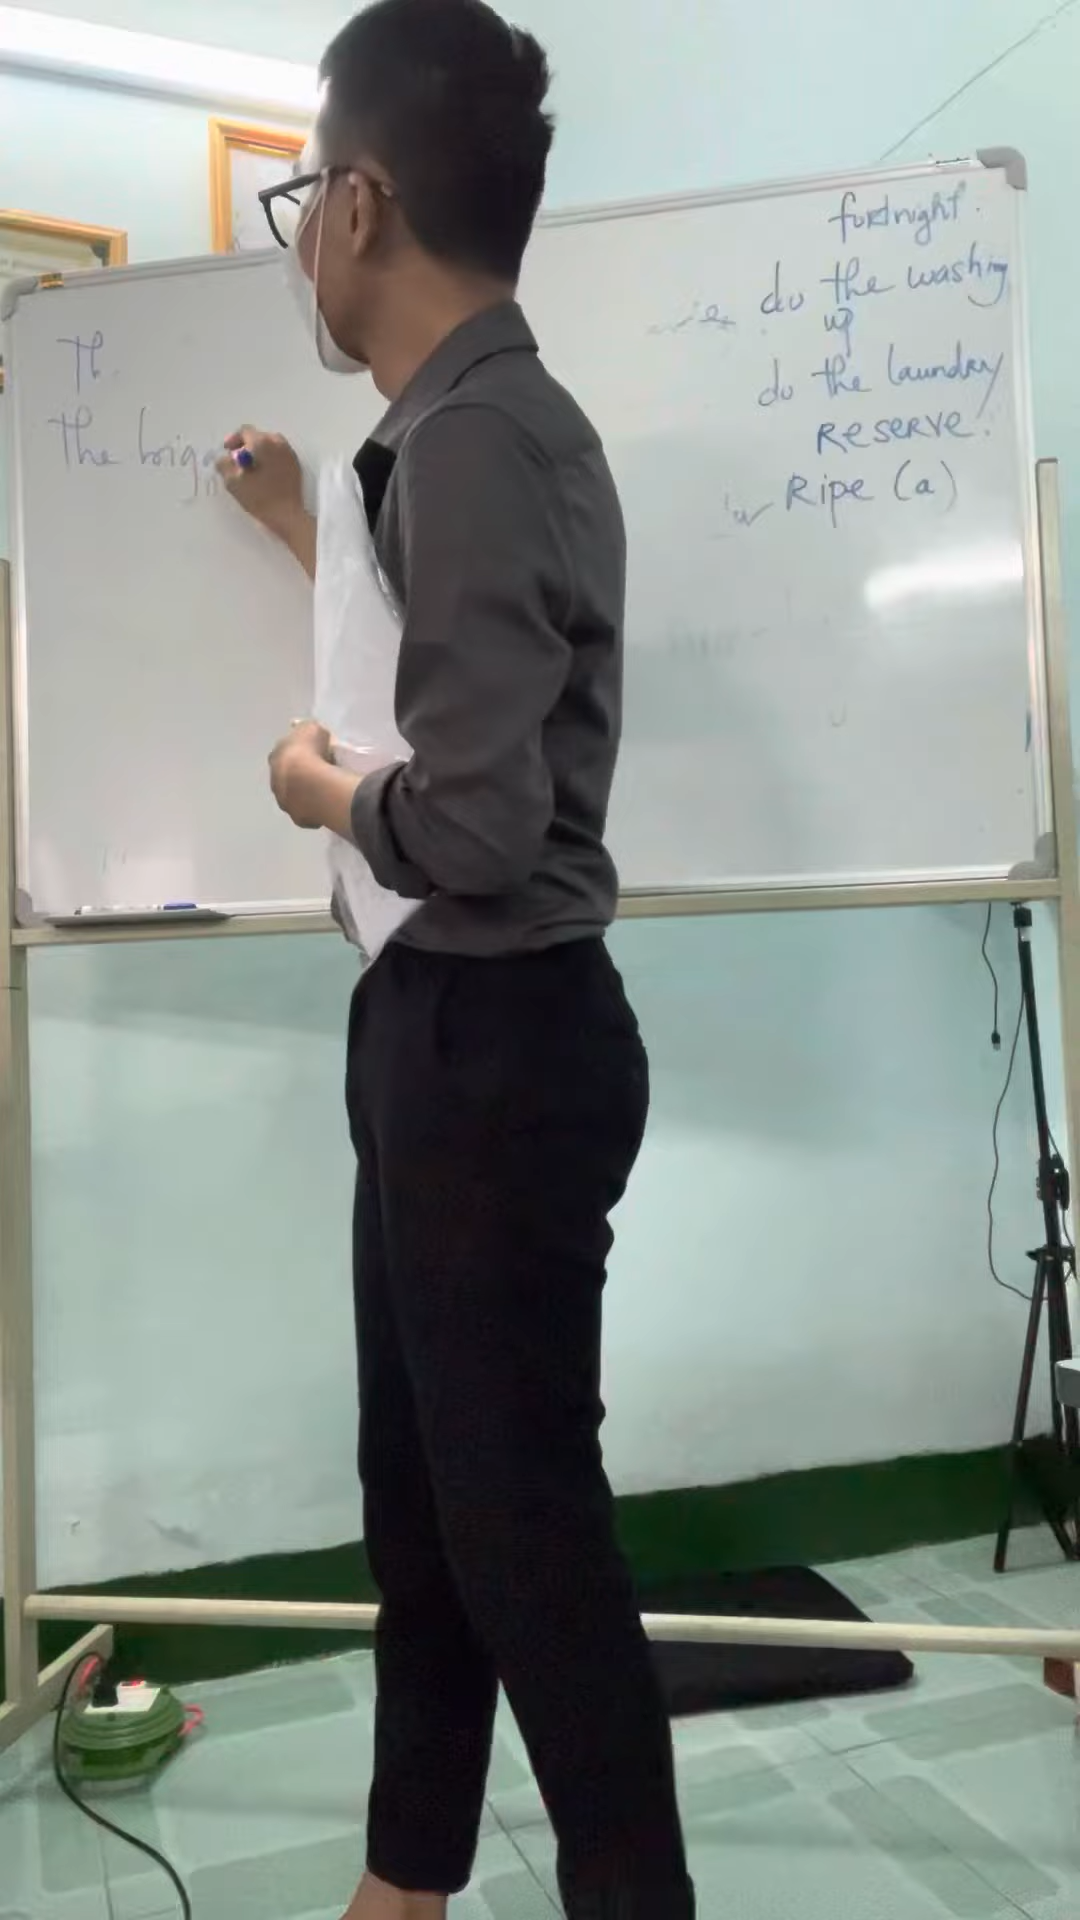 Th.
The
fortnight.
do the washing
up
do the laundry
RESERVE.
Ripe (a)